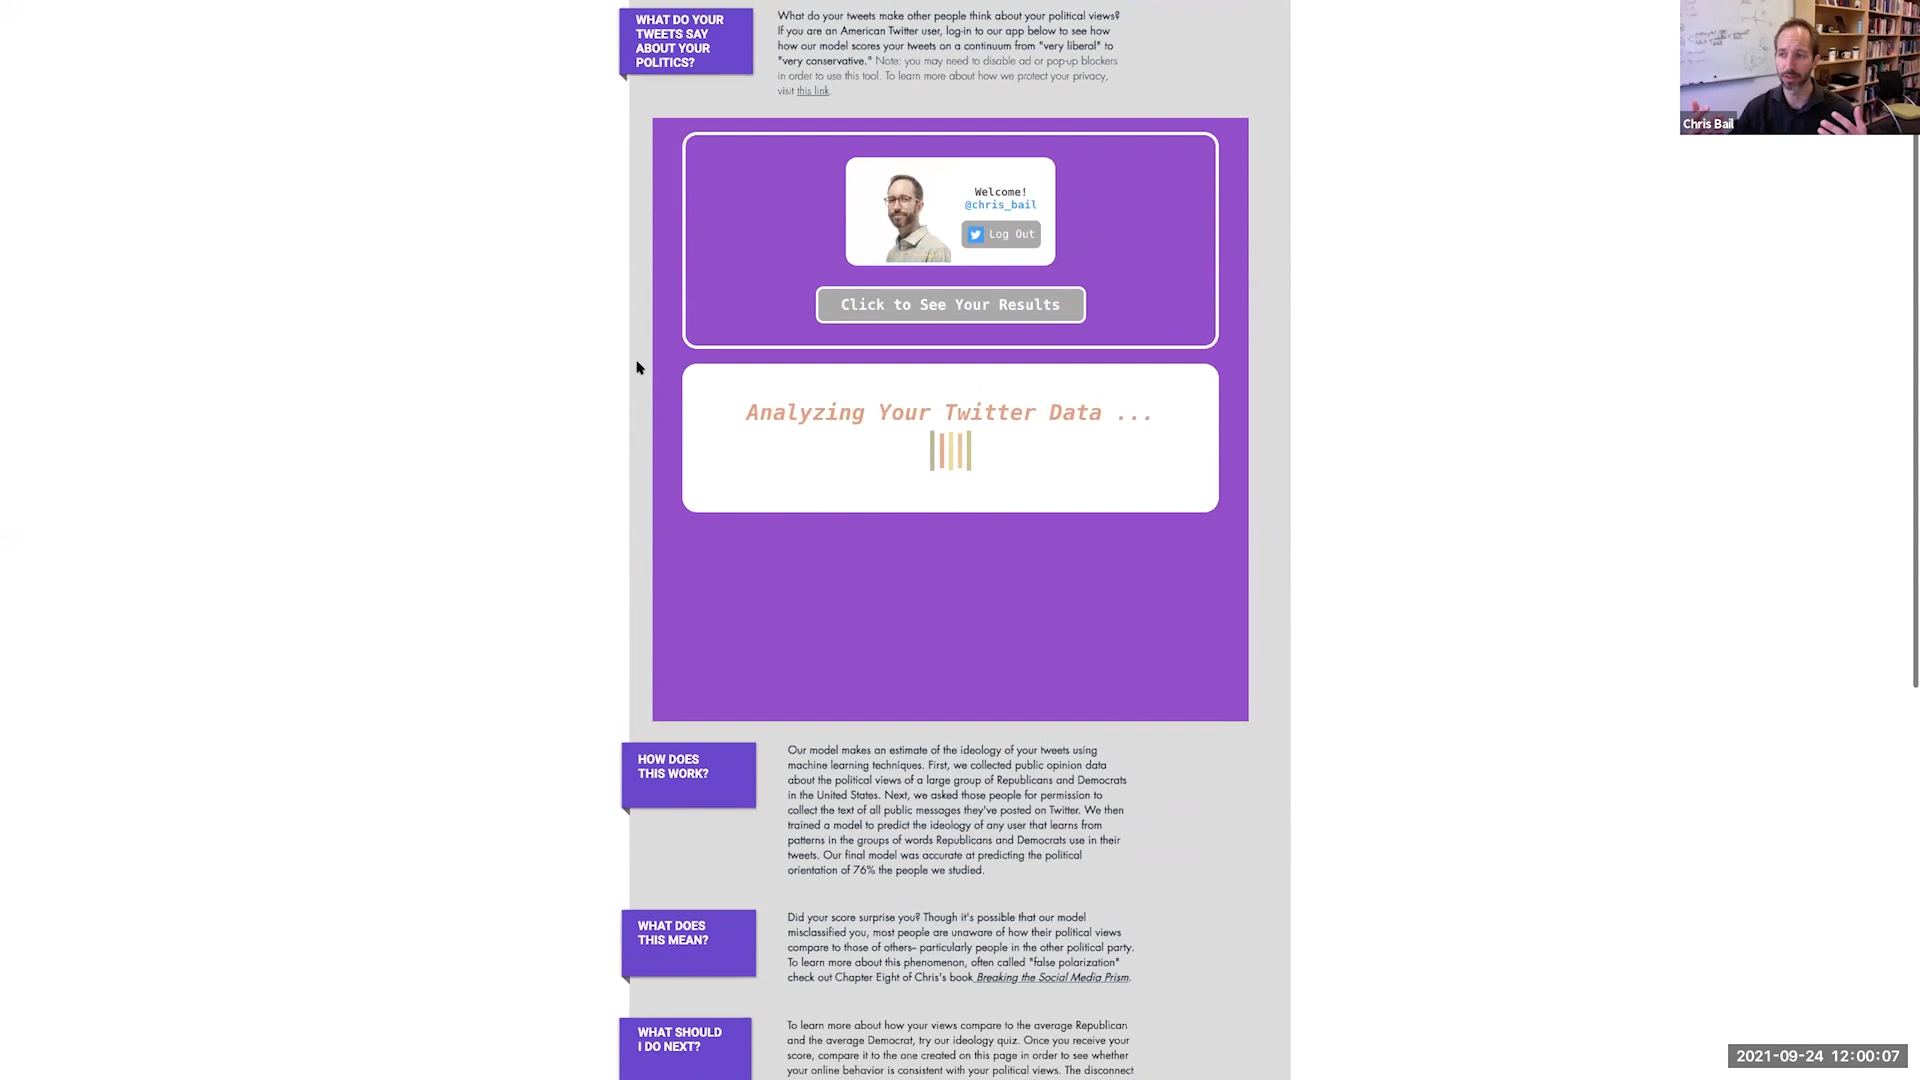 WHAT DO YOUR
TWEETS SAY
ABOUT YOUR
POLITICS?
What do your tweets make other people think about your political views?
If you are an American Twitter user, log-in to our app below to see how
how our model scores your tweets on a continuum from "very liberal" to
"very conservative." Note: you may need to disable ad or pop-up blockers
in order to use this tool. To learn more about how we protect your privacy,
visit this link.
Chris Bail
Welcome!
@chris_bail
Log Out
Click to See Your Results
Analyzing Your Twitter Data ...
HOW DOES
THIS WORK?
Our model makes an estimate of the ideology of your tweets using
machine learning techniques. First, we collected public opinion data
about the political views of a large group of Republicans and Democrats
in the United States. Next, we asked those people for permission to
collect the text of all public messages they've posted on Twitter. We then
trained a model to predict the ideology of any user that learns from
patterns in the groups of words Republicans and Democrats use in their
tweets. Our final model was accurate at predicting the political
orientation of 76% the people we studied.
WHAT DOES
THIS MEAN?
Did your score surprise you? Though it's possible that our model
misclassified you, most people are unaware of how their political views
compare to those of others– particularly people in the other political party.
To learn more about this phenomenon, often called "false polarization"
check out Chapter Eight of Chris's book Breaking the Social Media Prism.
WHAT SHOULD
I DO NEXT?
To learn more about how your views compare to the average Republican
and the average Democrat, try our ideology quiz. Once you receive your
score, compare it to the one created on this page in order to see whether
your online behavior is consistent with your political views. The disconnect
2021-09-24 12:00:07